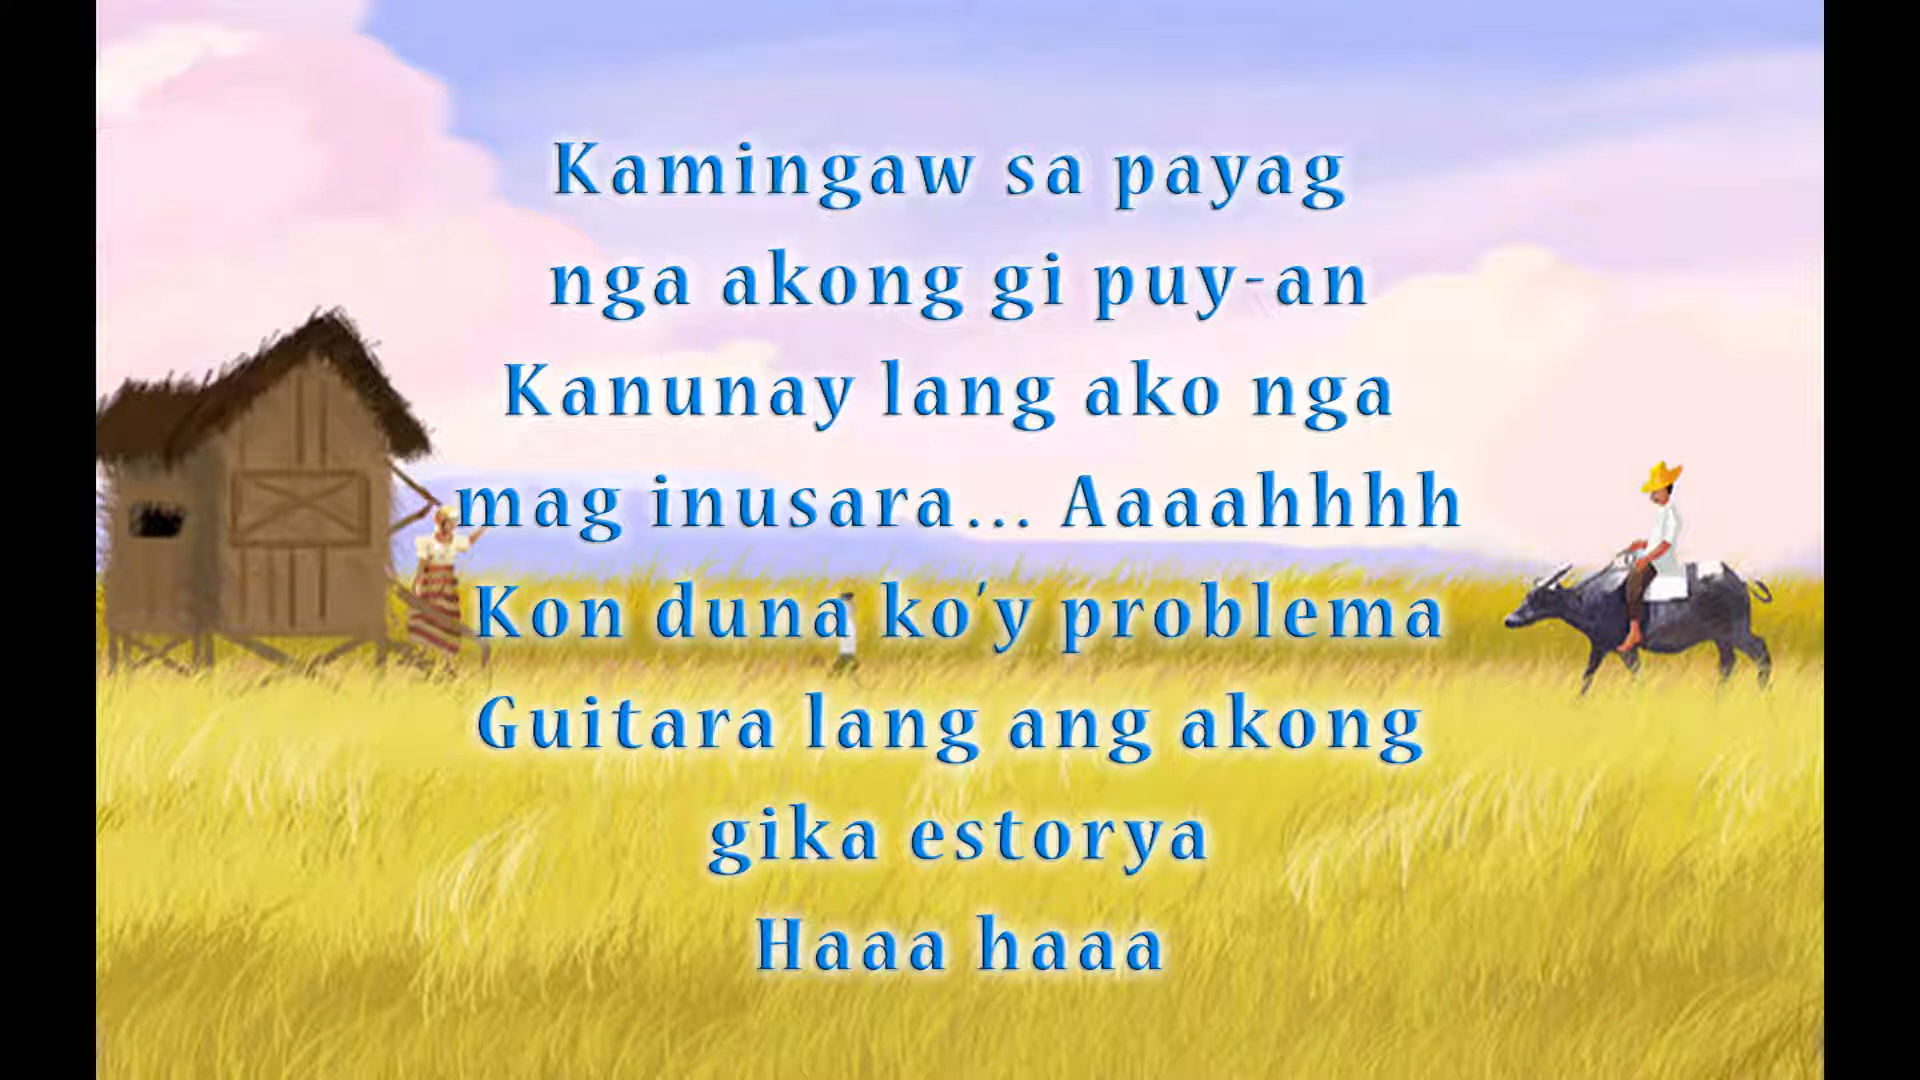 Kamingaw sa payag
nga akong gi puy-an
Kanunay lang ako nga
mag inusara... Aaaahhhh
Kon duna ko'y problema
Guitara lang ang akong
gika estorya
Haaa haaa